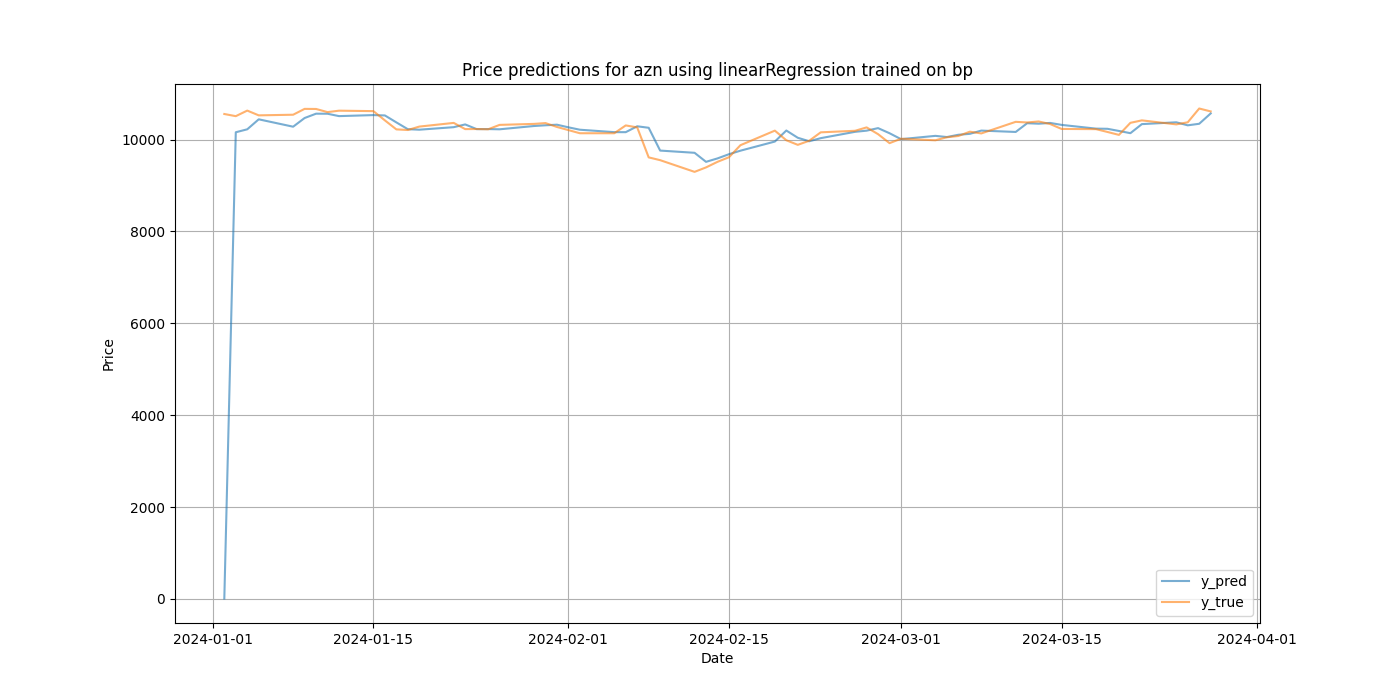 Price predictions for azn using linearRegression trained on bp
Price
10000
8000
6000
4000
2000
0
2024-01-01
2024-01-15
2024-02-01
2024-02-15
2024-03-01
2024-03-15
2024-04-01
Date
y_pred
y_true